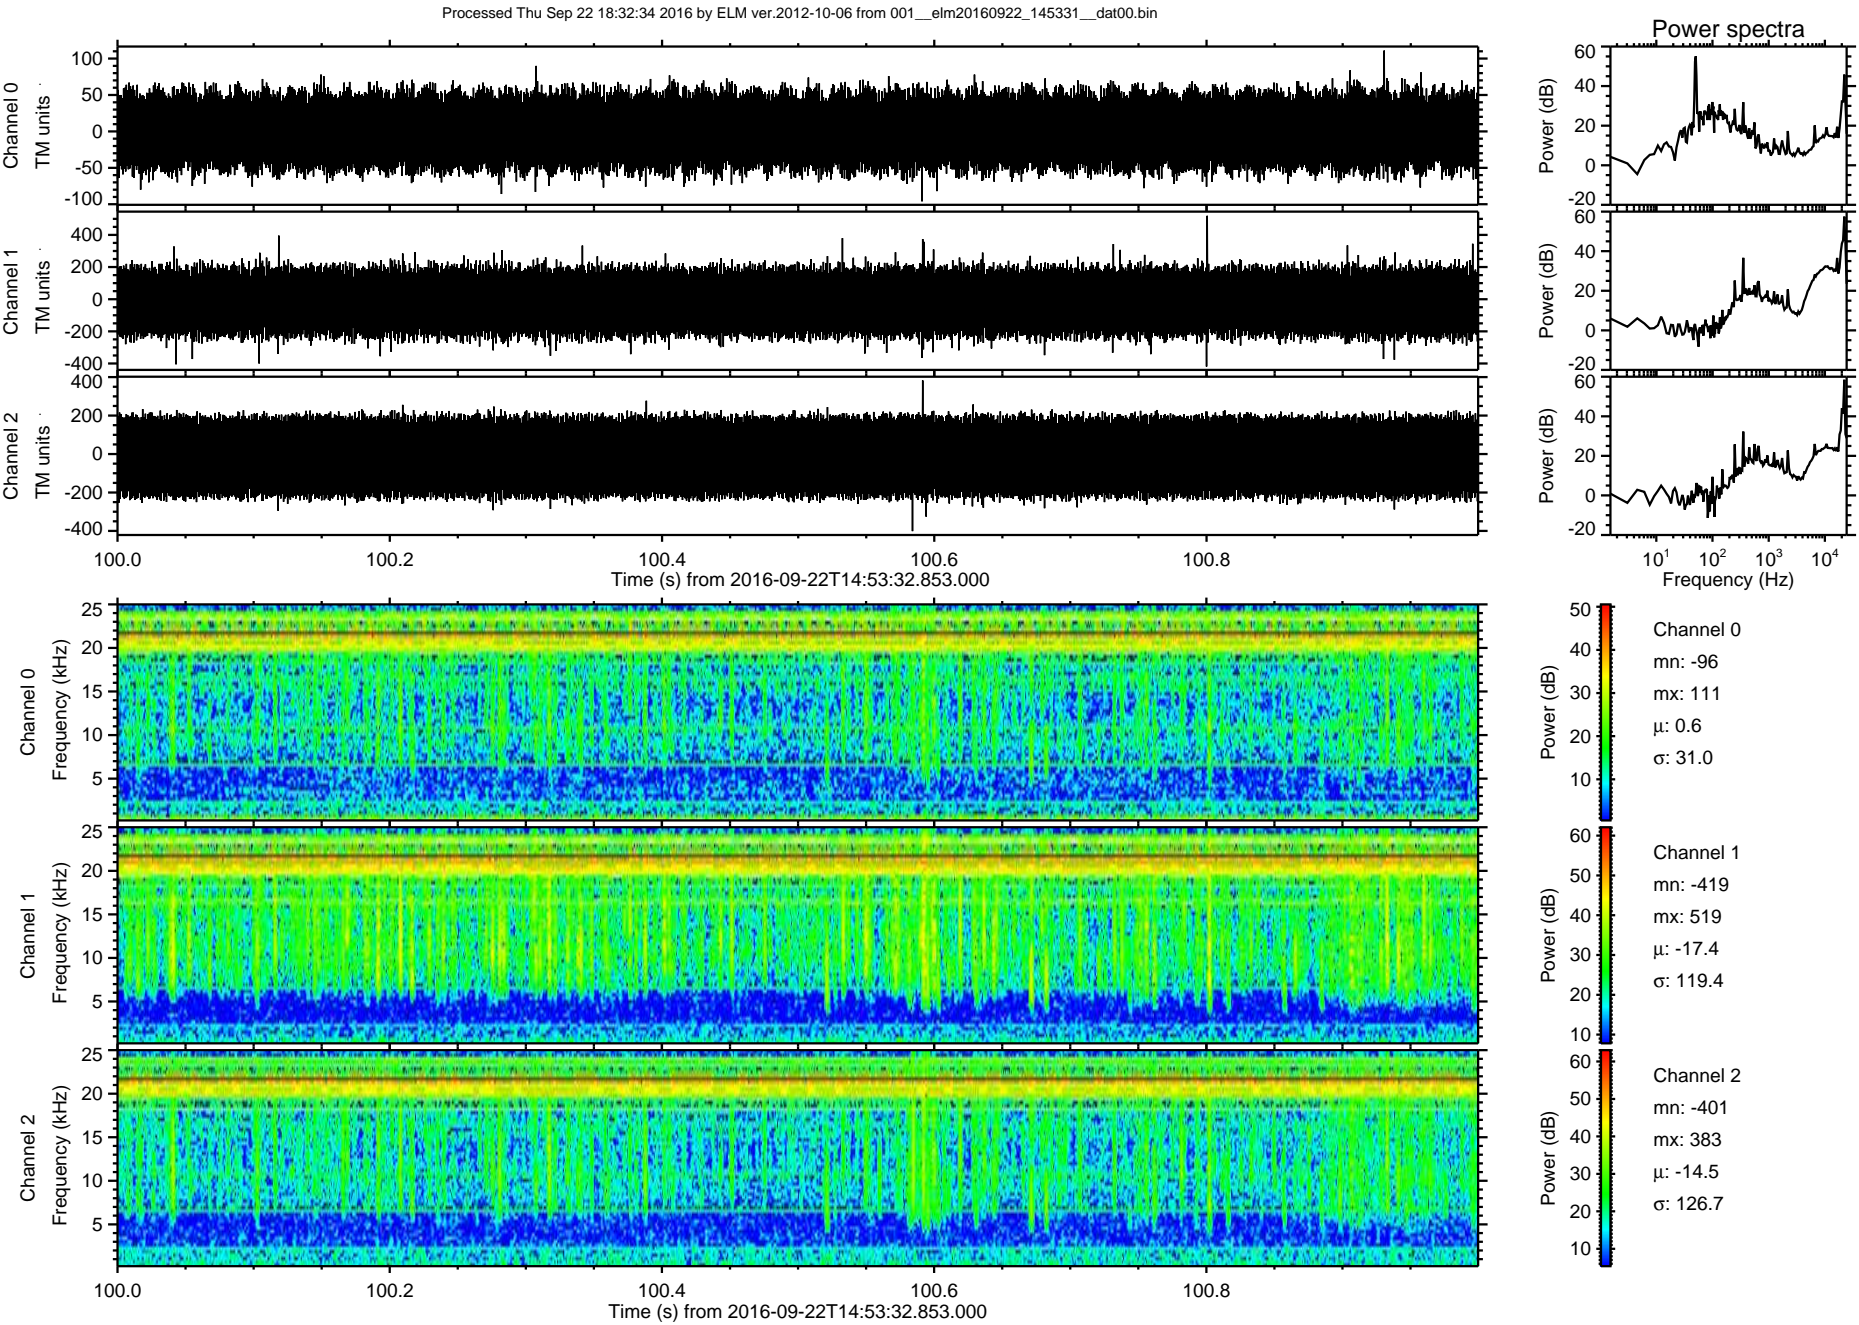 Processed Thu Sep 22 18:32:34 2016 by ELM ver.2012-10-06 from 001__elm20160922_145331__dat00.bin
Power spectra
Channel 0
TM units
100
50
0
-50
-100
Power (dB)
60
40
20
0
-20
Channel 1
TM units
400
200
0
-200
-400
Power (dB)
60
40
20
0
-20
Channel 2
TM units
400
200
0
-200
-400
Power (dB)
60
40
20
0
-20
100.0 100.2 100.4 100.6 100.8
Time (s) from 2016-09-22T14:53:32.853.000
10^1 10^2 10^3 10^4
Frequency (Hz)
Channel 0
Frequency (kHz)
25
20
15
10
5
Power (dB)
50
40
30
20
10
Channel 0
mn: -96
mx: 111
μ: 0.6
σ: 31.0
Channel 1
Frequency (kHz)
25
20
15
10
5
Power (dB)
60
50
40
30
20
10
Channel 1
mn: -419
mx: 519
μ: -17.4
σ: 119.4
Channel 2
Frequency (kHz)
25
20
15
10
5
Power (dB)
60
50
40
30
20
10
Channel 2
mn: -401
mx: 383
μ: -14.5
σ: 126.7
100.0 100.2 100.4 100.6 100.8
Time (s) from 2016-09-22T14:53:32.853.000